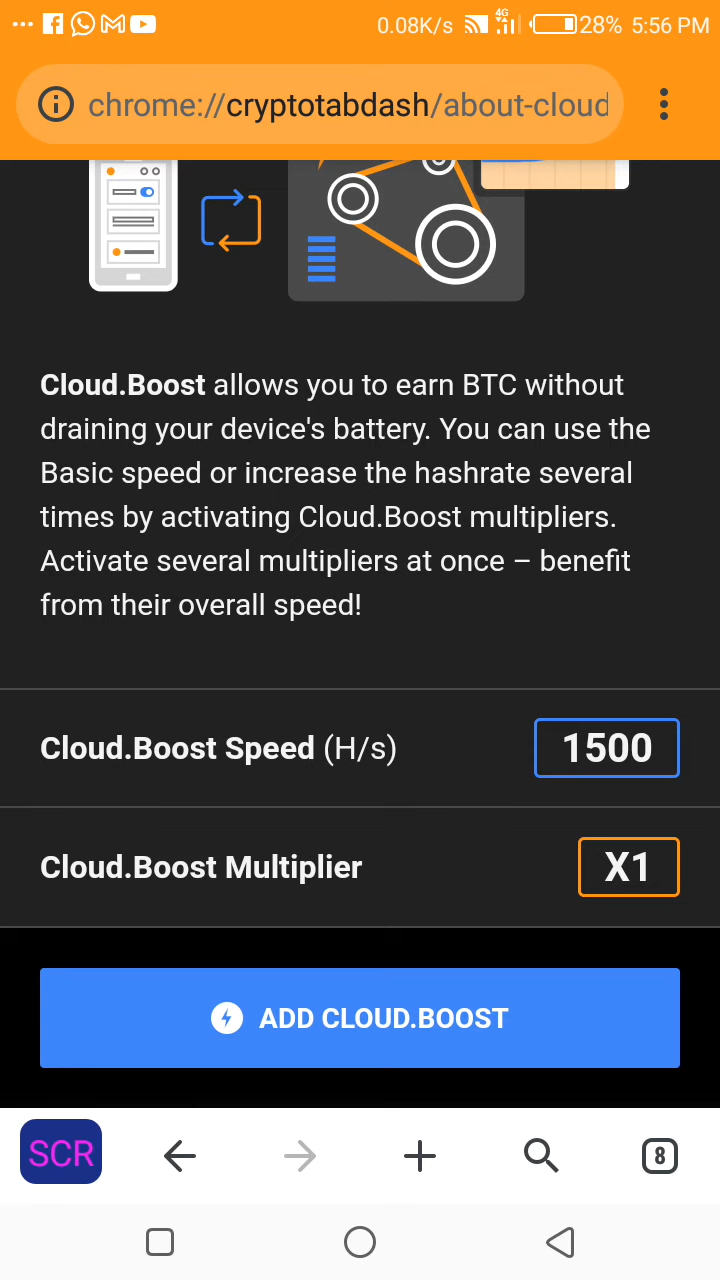 0.08K/s 4G 28% 5:56 PM
chrome://cryptotabdash/about-cloud
Cloud.Boost allows you to earn BTC without
draining your device's battery. You can use the
Basic speed or increase the hashrate several
times by activating Cloud.Boost multipliers.
Activate several multipliers at once – benefit
from their overall speed!
Cloud.Boost Speed (H/s) 1500
Cloud.Boost Multiplier X1
ADD CLOUD.BOOST
SCR 8